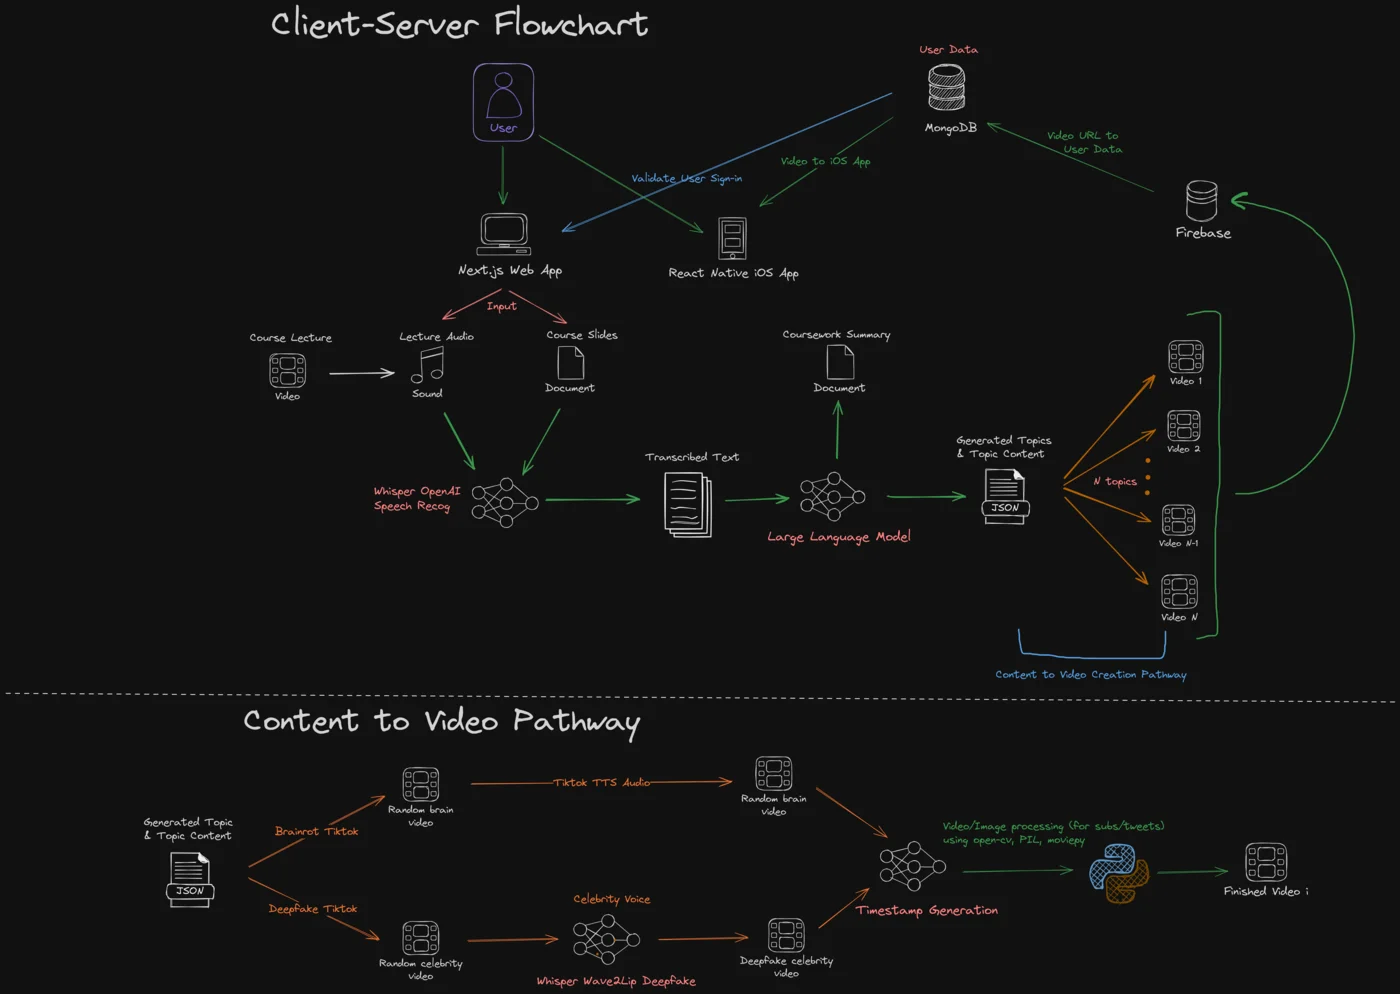 Client-Server Flowchart
User Data
User
MongoDB
Video URL to
User Data
Video to iOS App
Validate User Sign-in
Firebase
Next.js Web App
React Native iOS App
Input
Course Lecture
Lecture Audio
Course Slides
Coursework Summary
Video
Sound
Document
Document
Video 1
Video 2
Generated Topics
& Topic Content
Transcribed Text
N topics
Whisper OpenAI
Speech Recog
JSON
Large Language Model
Video N-1
Video N
Content to Video Creation Pathway
Content to Video Pathway
Generated Topic
& Topic Content
JSON
Brainrot Tiktok
Random brain
video
Tiktok TTS Audio
Random brain
video
Deepfake Tiktok
Random celebrity
video
Celebrity Voice
Whisper Wave2Lip Deepfake
Deepfake celebrity
video
Timestamp Generation
Video/Image processing (for subs/tweets)
using open-cv, PIL, moviepy
Finished Video i